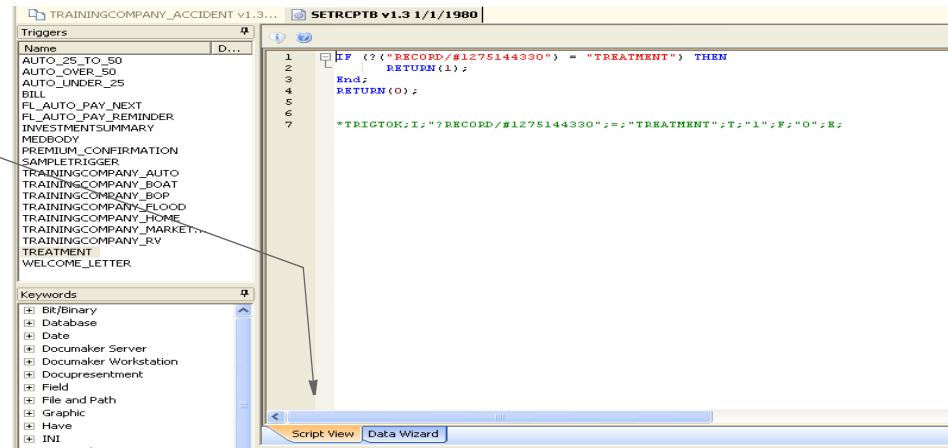 TRAININGCOMPANY_ACCIDENT v1.3...
SETRCPTB v1.3 1/1/1980
Triggers
Name D...
AUTO_25_TO_50
AUTO_OVER_50
AUTO_UNDER_25
BILL
FL_AUTO_PAY_NEXT
FL_AUTO_PAY_REMINDER
INVESTMENTSUMMARY
MEDBODY
PREMIUM_CONFIRMATION
SAMPLETRIGGER
TRAININGCOMPANY_AUTO
TRAININGCOMPANY_BOAT
TRAININGCOMPANY_BOP
TRAININGCOMPANY_FLOOD
TRAININGCOMPANY_HOME
TRAININGCOMPANY_MARKET...
TRAININGCOMPANY_RV
TREATMENT
WELCOME_LETTER
Keywords
Bit/Binary
Database
Date
Documaker Server
Documaker Workstation
Docupresentment
Field
File and Path
Graphic
Have
INI
1 IF (?("RECORD/#1275144330") = "TREATMENT") THEN
2 RETURN(1);
3 End;
4 RETURN(0);
5
6
7 *TRIGTOK;I;"?RECORD/#1275144330";=;"TREATMENT";T;"1";F;"0";E;
Script View Data Wizard